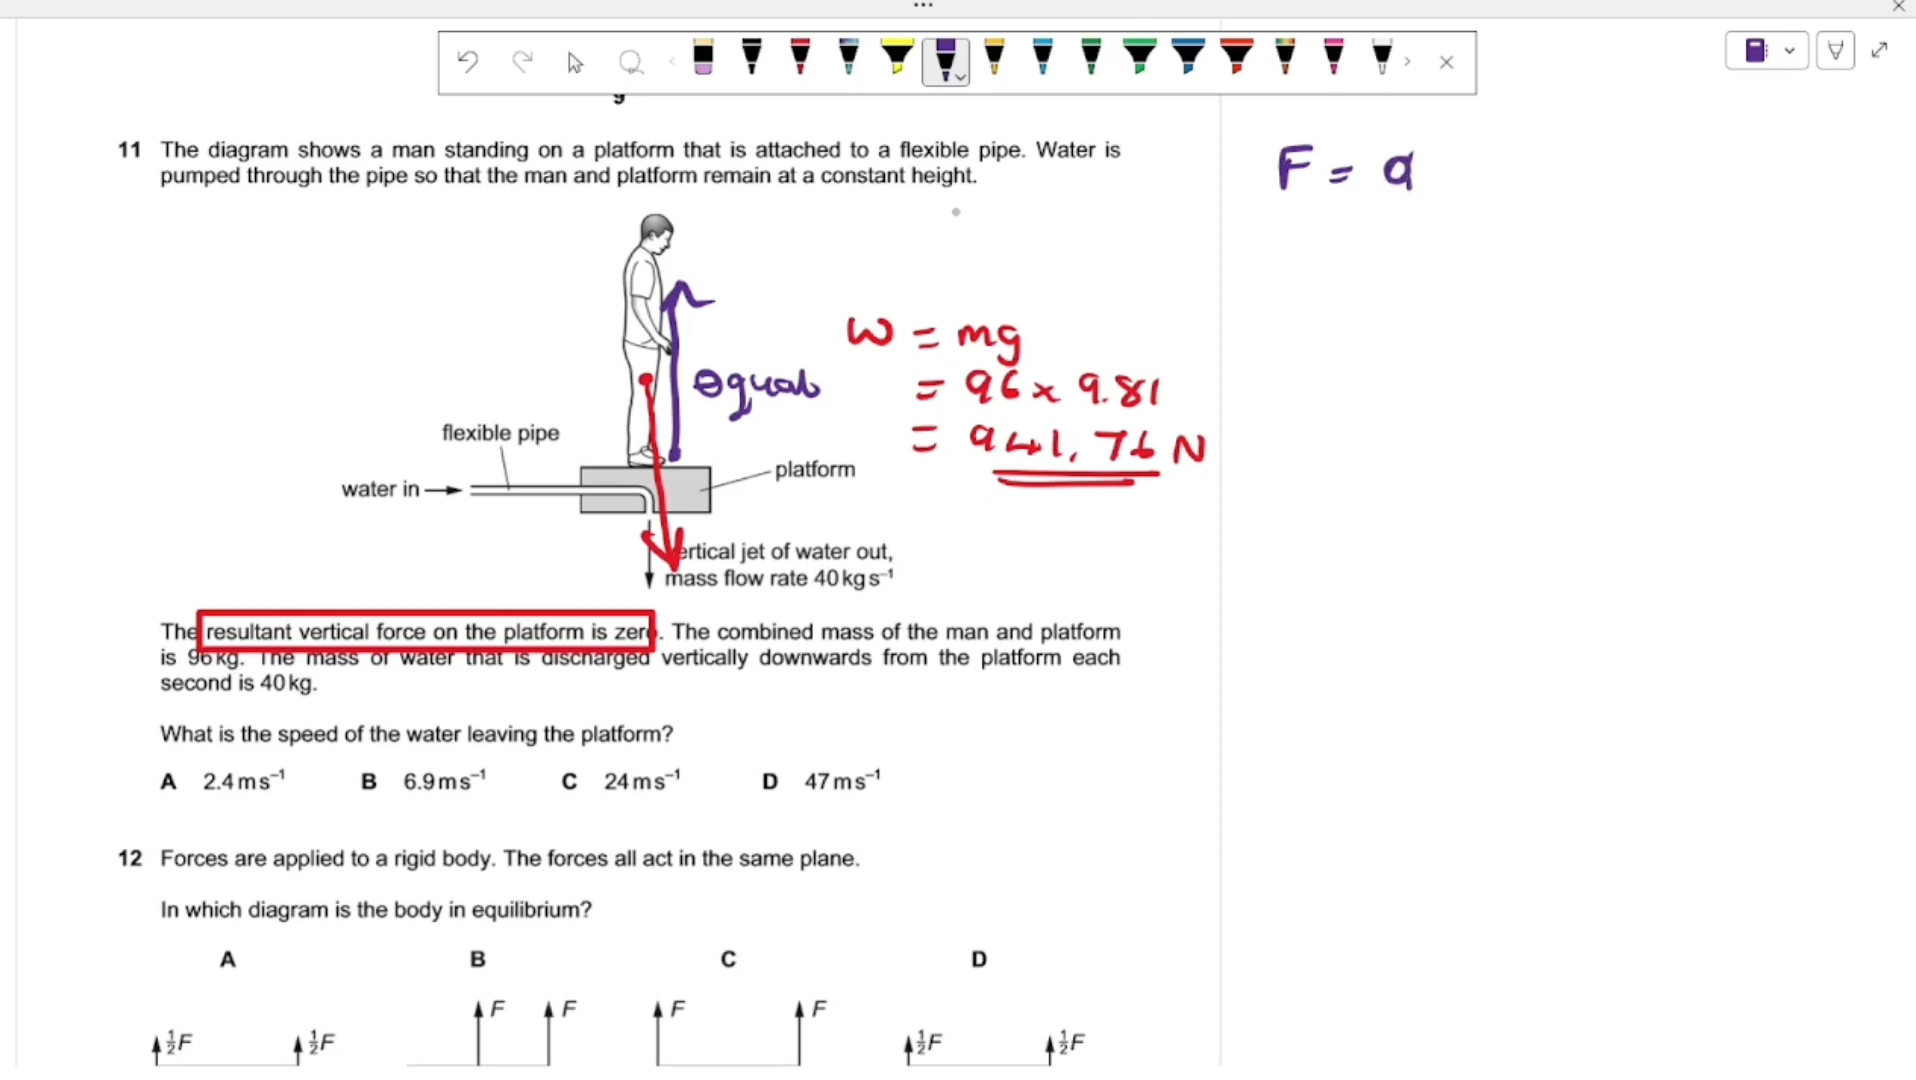 11 The diagram shows a man standing on a platform that is attached to a flexible pipe. Water is
pumped through the pipe so that the man and platform remain at a constant height.
F = 9
W = mg
= 96 × 9.81
= 941.76 N
equal
flexible pipe
platform
water in
ertical jet of water out,
mass flow rate 40 kg s⁻¹
The resultant vertical force on the platform is zero. The combined mass of the man and platform
is 96 kg. The mass of water that is discharged vertically downwards from the platform each
second is 40 kg.
What is the speed of the water leaving the platform?
A 2.4 m s⁻¹ B 6.9 m s⁻¹ C 24 m s⁻¹ D 47 m s⁻¹
12 Forces are applied to a rigid body. The forces all act in the same plane.
In which diagram is the body in equilibrium?
A B C D
½F ½F F F F F ½F ½F